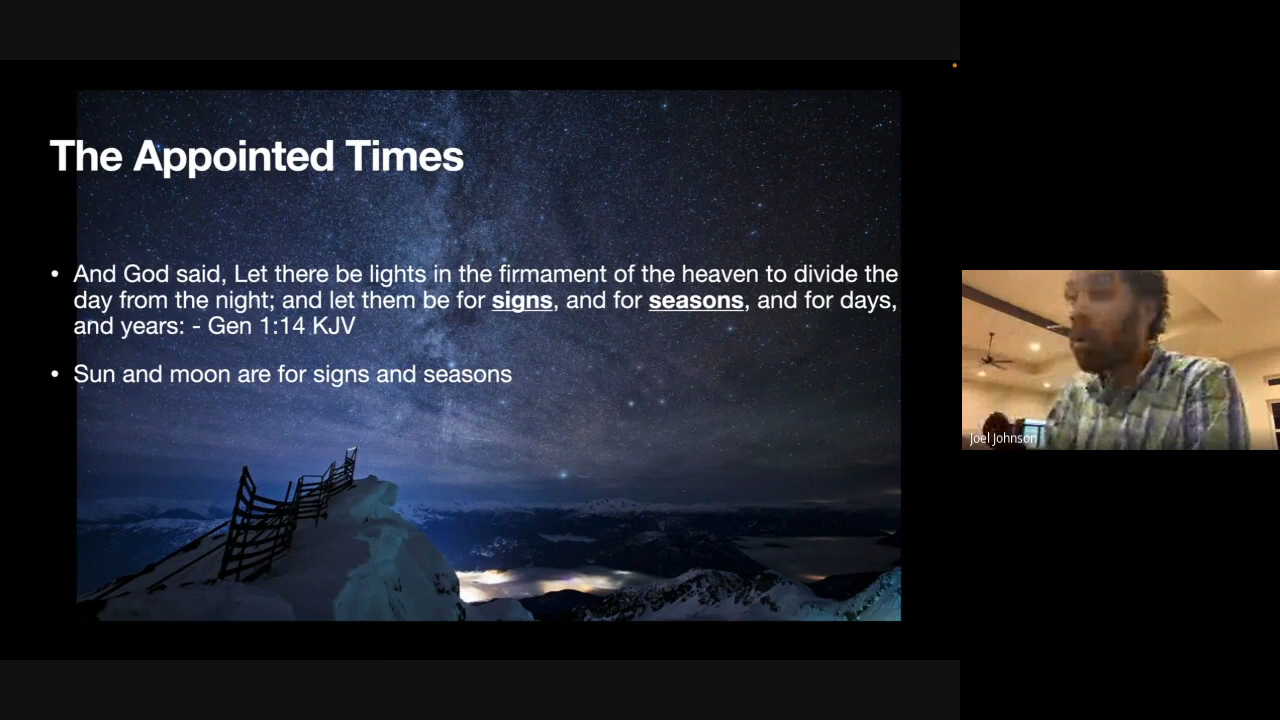 The Appointed Times
• And God said, Let there be lights in the firmament of the heaven to divide the
day from the night; and let them be for signs, and for seasons, and for days,
and years: - Gen 1:14 KJV
• Sun and moon are for signs and seasons
Joel Johnson